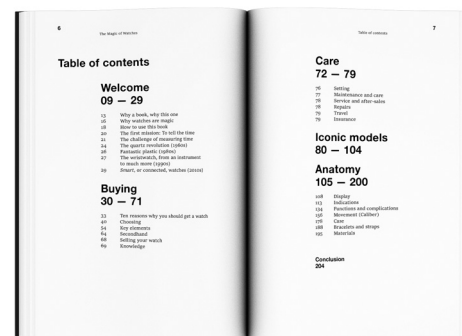 6
The Magic of Watches
Table of contents
Welcome
09 — 29
13 Why a book, why this one
16 Why watches are magic
18 How to use this book
20 The first mission: To tell the time
21 The challenge of measuring time
24 The quartz revolution (1980s)
26 Fantastic plastic (1980s)
27 The wristwatch, from an instrument
to much more (1990s)
29 Smart, or connected, watches (2010s)
Buying
30 — 71
33 Ten reasons why you should get a watch
40 Choosing
54 Key elements
64 Secondhand
68 Selling your watch
69 Knowledge
Table of contents
7
Care
72 — 79
76 Setting
77 Maintenance and care
78 Service and after-sales
78 Repairs
79 Travel
79 Insurance
Iconic models
80 — 104
Anatomy
105 — 200
108 Display
113 Indications
134 Functions and complications
156 Movement (Caliber)
176 Case
188 Bracelets and straps
195 Materials
Conclusion
204